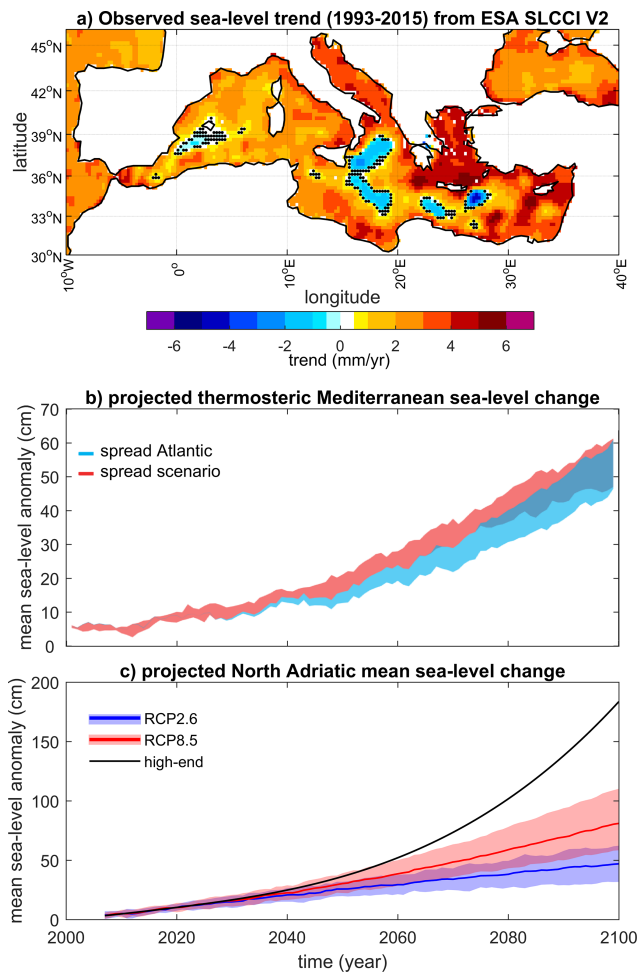 a) Observed sea-level trend (1993-2015) from ESA SLCCI V2
latitude
45°N
42°N
39°N
36°N
33°N
30°N
10°W
0°
10°E
20°E
30°E
40°E
longitude
-6 -4 -2 0 2 4 6
trend (mm/yr)
b) projected thermosteric Mediterranean sea-level change
mean sea-level anomaly (cm)
70
60
50
40
30
20
10
0
spread Atlantic
spread scenario
c) projected North Adriatic mean sea-level change
mean sea-level anomaly (cm)
200
150
100
50
0
RCP2.6
RCP8.5
high-end
2000 2020 2040 2060 2080 2100
time (year)